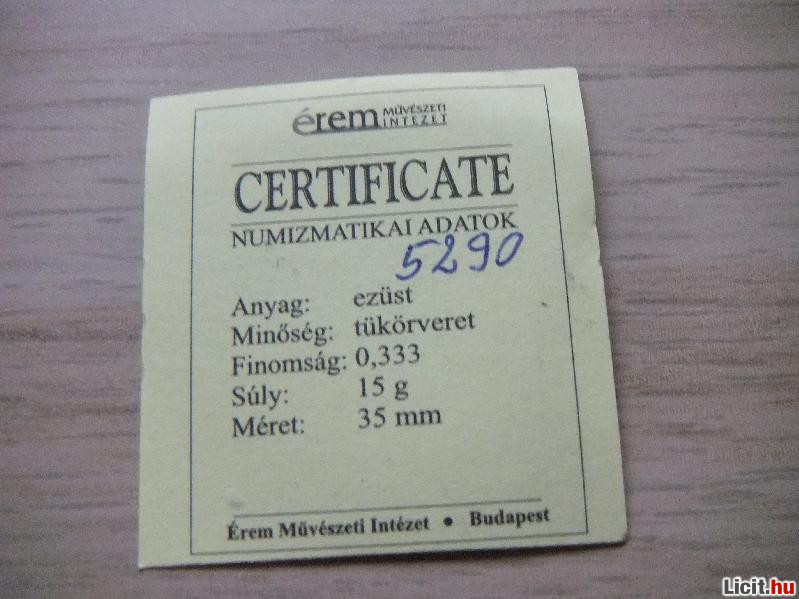 érem MŰVÉSZETI
INTÉZET
CERTIFICATE
NUMIZMATIKAI ADATOK
5290
Anyag: ezüst
Minőség: tükörveret
Finomság: 0,333
Súly: 15 g
Méret: 35 mm
Érem Művészeti Intézet • Budapest
Licit.hu